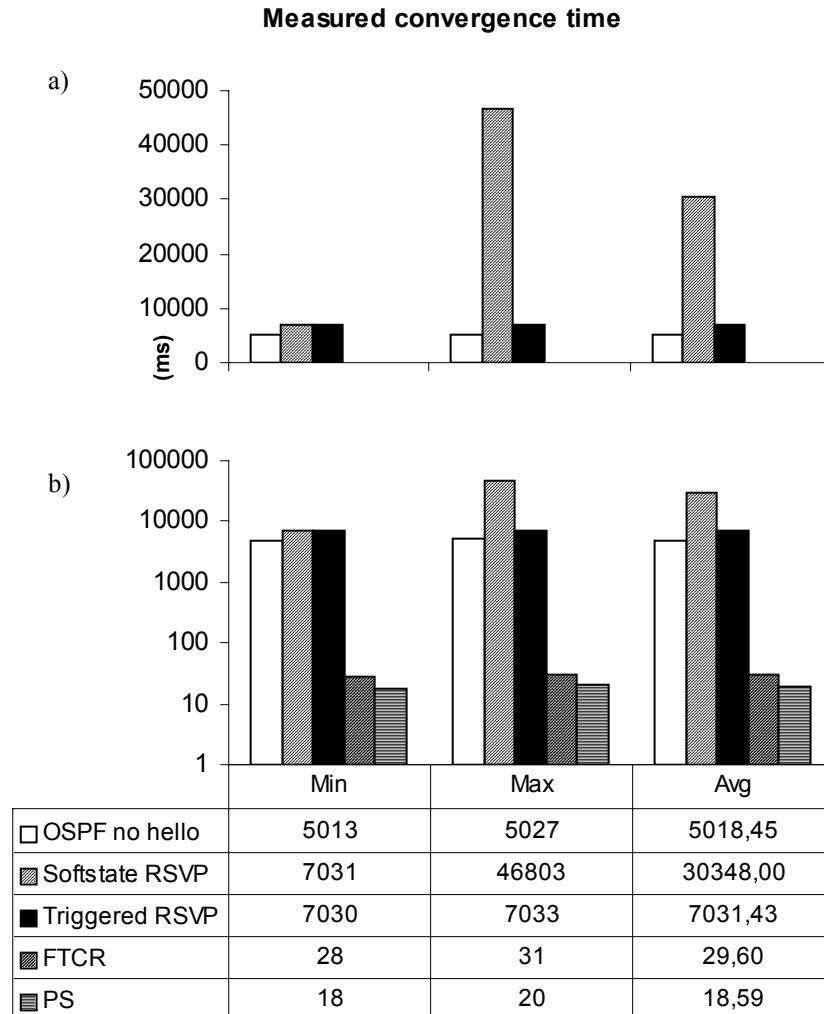 Measured convergence time
a)
50000
40000
30000
20000
10000
0
(ms)
b)
100000
10000
1000
100
10
1
Min Max Avg
OSPF no hello 5013 5027 5018,45
Softstate RSVP 7031 46803 30348,00
Triggered RSVP 7030 7033 7031,43
FTCR 28 31 29,60
PS 18 20 18,59